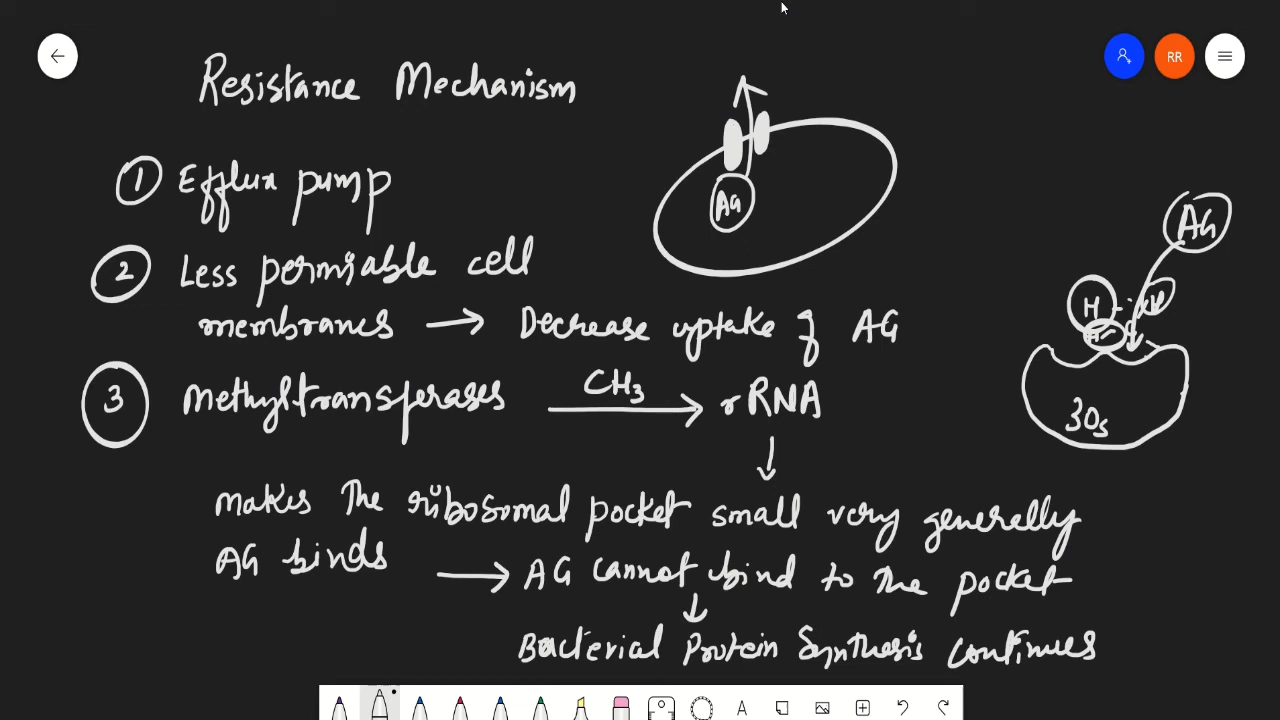 RR
Resistance Mechanism
AG
1 Efflux pump
AG
2 Less permiable cell
membranes → Decrease uptake of AG
H
3 Methyltransferases CH3 → rRNA
30s
makes the ribosomal pocket small very generally
AG binds → AG cannot bind to the pocket
Bacterial Protein Synthesis continues
A